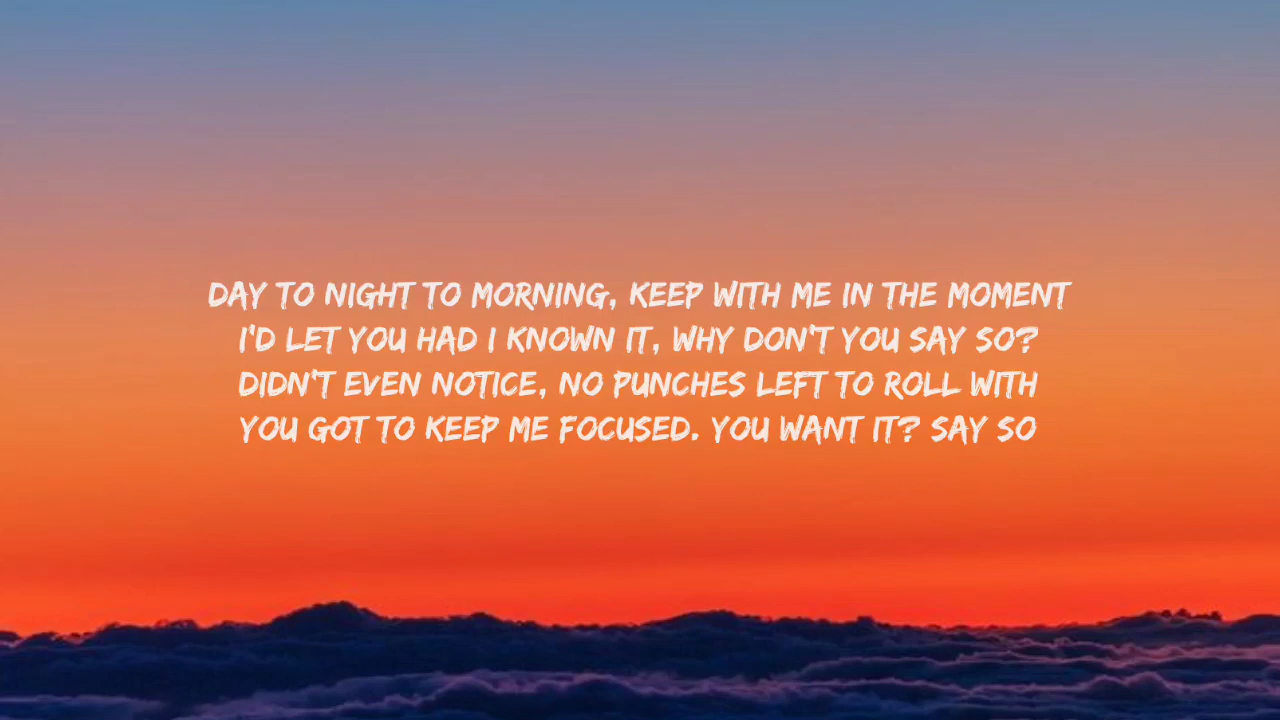 DAY TO NIGHT TO MORNING, KEEP WITH ME IN THE MOMENT
I'D LET YOU HAD I KNOWN IT, WHY DON'T YOU SAY SO?
DIDN'T EVEN NOTICE, NO PUNCHES LEFT TO ROLL WITH
YOU GOT TO KEEP ME FOCUSED. YOU WANT IT? SAY SO